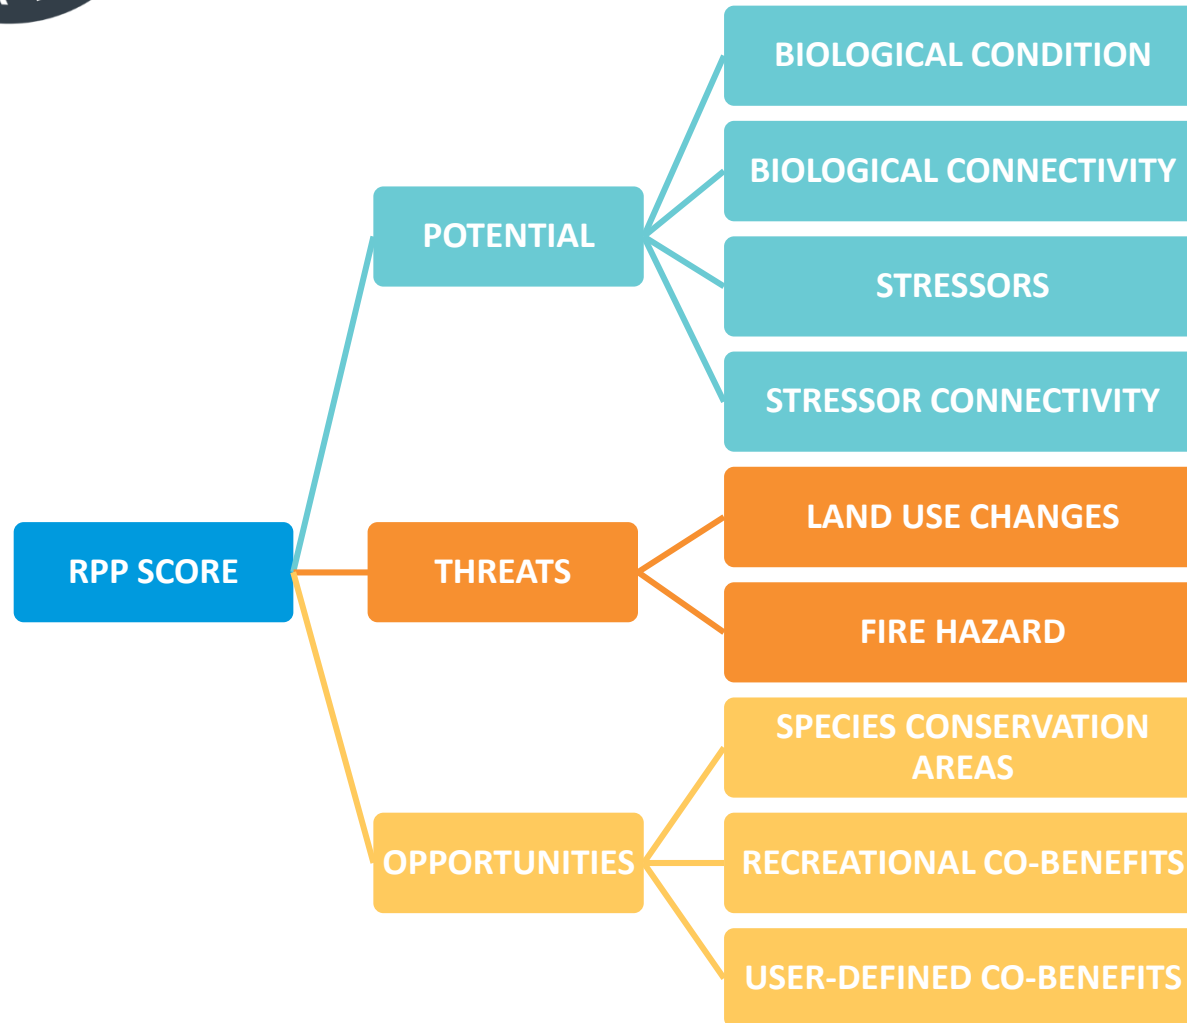 BIOLOGICAL CONDITION
BIOLOGICAL CONNECTIVITY
POTENTIAL
STRESSORS
STRESSOR CONNECTIVITY
LAND USE CHANGES
RPP SCORE
THREATS
FIRE HAZARD
SPECIES CONSERVATION
AREAS
OPPORTUNITIES
RECREATIONAL CO-BENEFITS
USER-DEFINED CO-BENEFITS